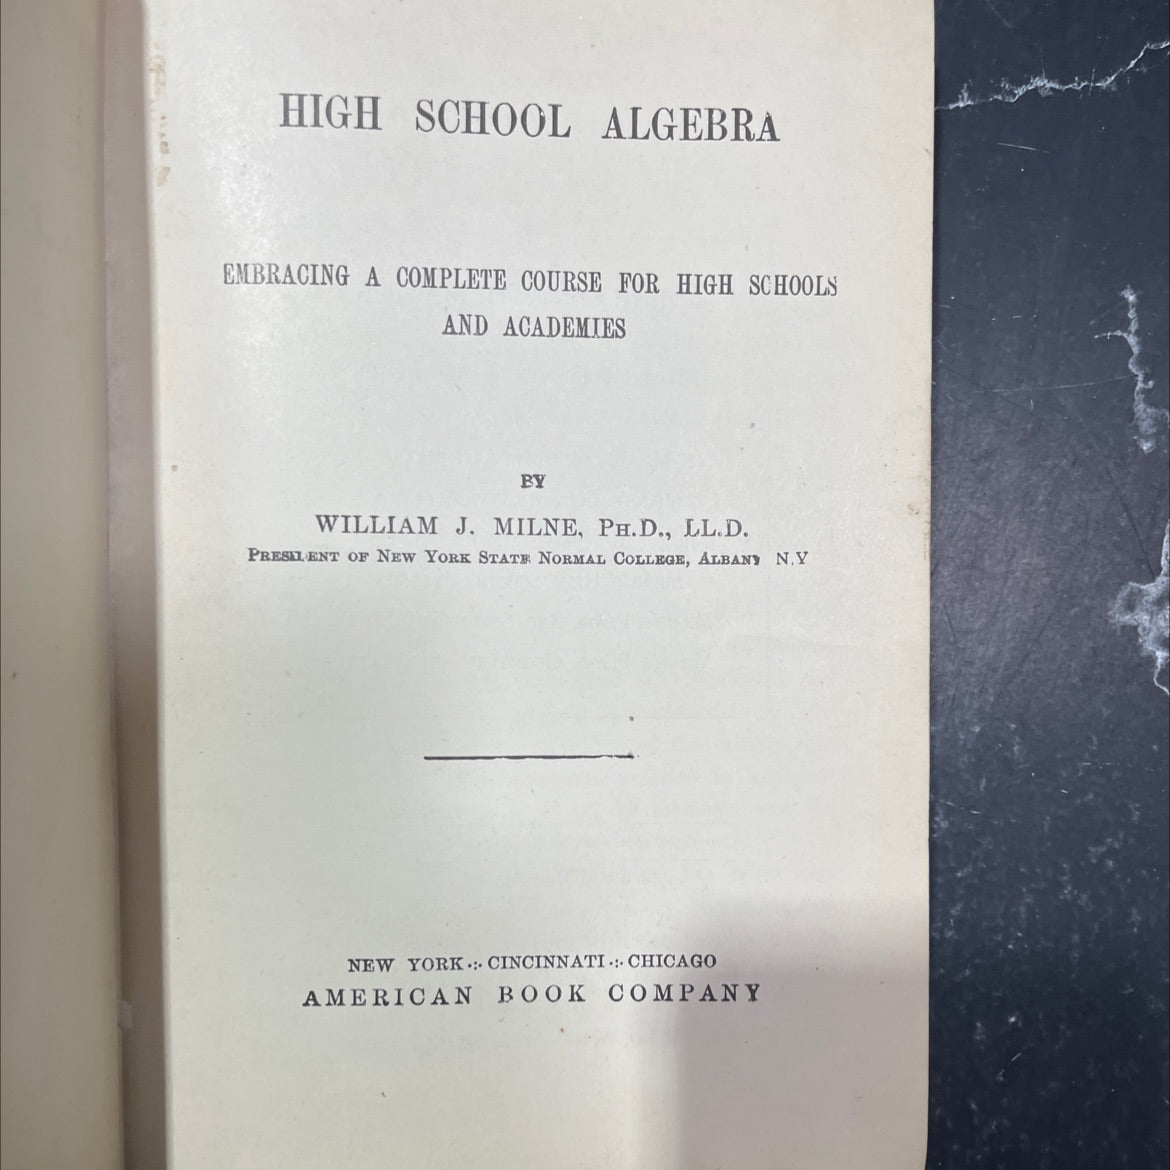 HIGH SCHOOL ALGEBRA
EMBRACING A COMPLETE COURSE FOR HIGH SCHOOLS
AND ACADEMIES
BY
WILLIAM J. MILNE, Ph.D., LL.D.
President of New York State Normal College, Albany N.Y
NEW YORK ·:· CINCINNATI ·:· CHICAGO
AMERICAN BOOK COMPANY